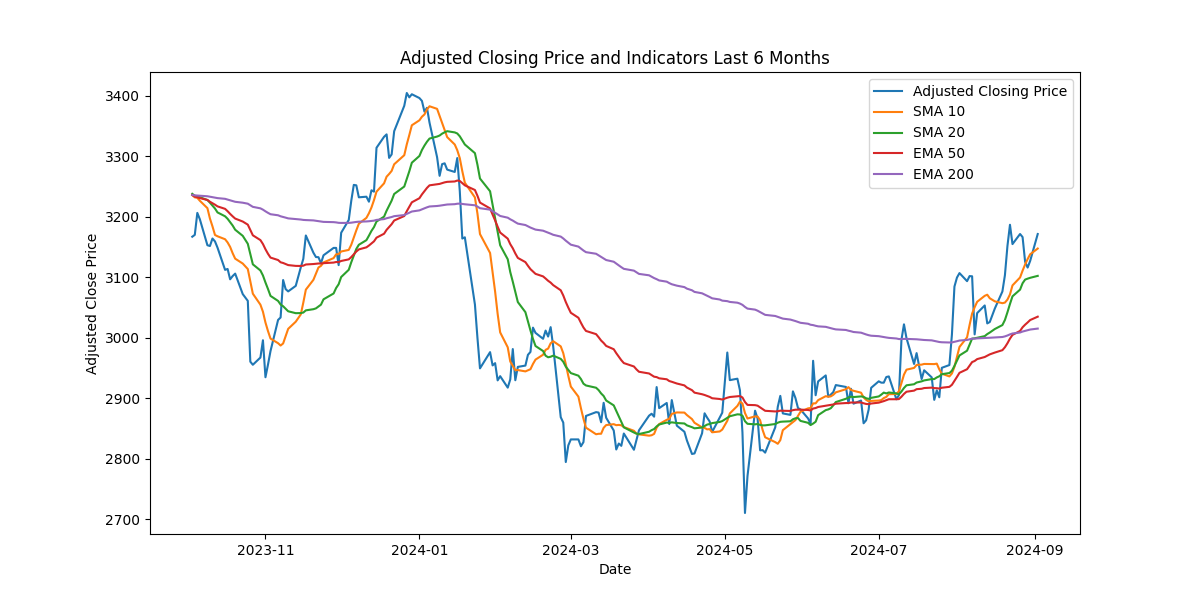 Adjusted Closing Price and Indicators Last 6 Months
Adjusted Closing Price
SMA 10
SMA 20
EMA 50
EMA 200
Adjusted Close Price
3400
3300
3200
3100
3000
2900
2800
2700
2023-11
2024-01
2024-03
2024-05
2024-07
2024-09
Date